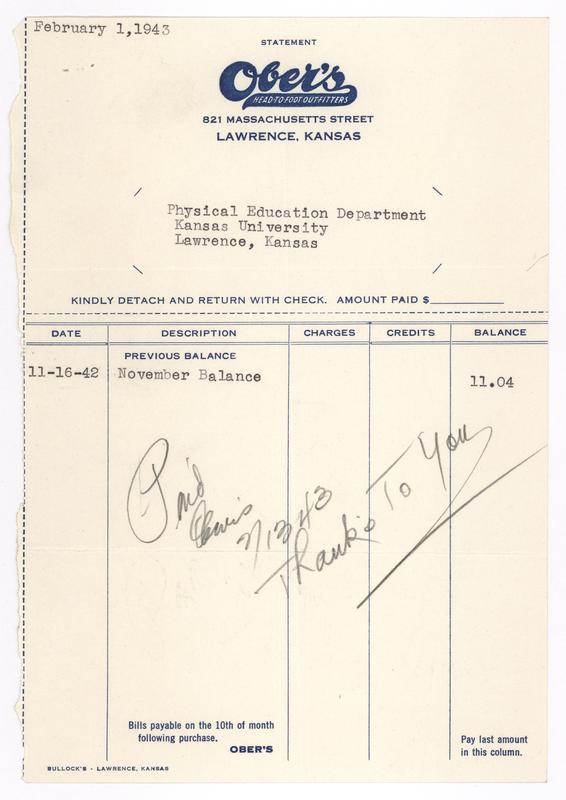 February 1,1943
STATEMENT
Ober's
HEAD-TO-FOOT OUTFITTERS
821 MASSACHUSETTS STREET
LAWRENCE, KANSAS
Physical Education Department
Kansas University
Lawrence, Kansas
KINDLY DETACH AND RETURN WITH CHECK. AMOUNT PAID $
DATE DESCRIPTION CHARGES CREDITS BALANCE
PREVIOUS BALANCE
11-16-42 November Balance 11.04
Paid
2/13 43
Thanks To You
Bills payable on the 10th of month
following purchase.
OBER'S
Pay last amount
in this column.
BULLOCK'S - LAWRENCE, KANSAS